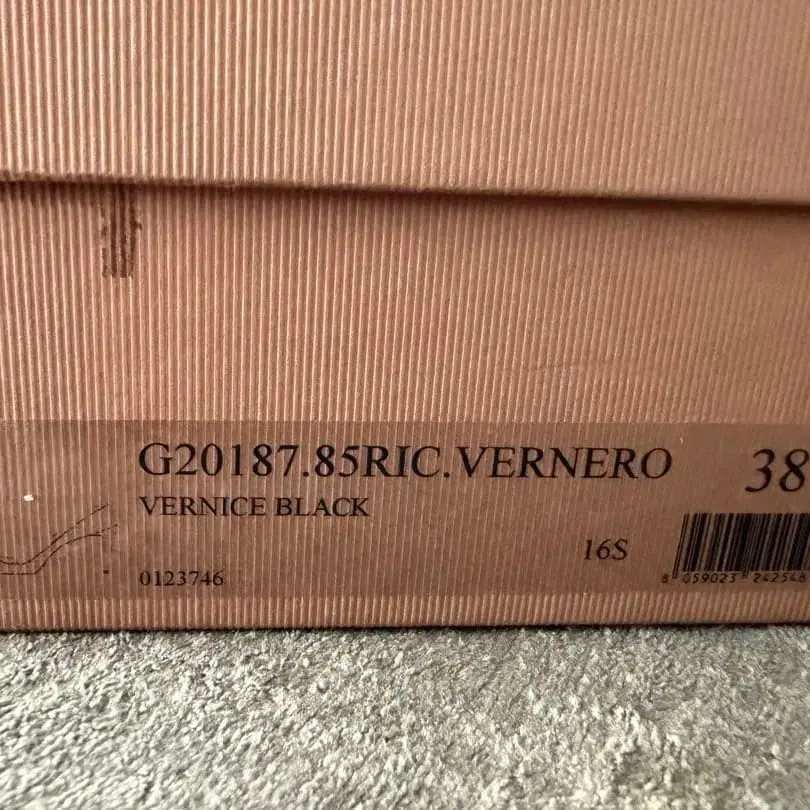 G20187.85RIC.VERNERO 38
VERNICE BLACK
16S
0123746
8 059023 242548